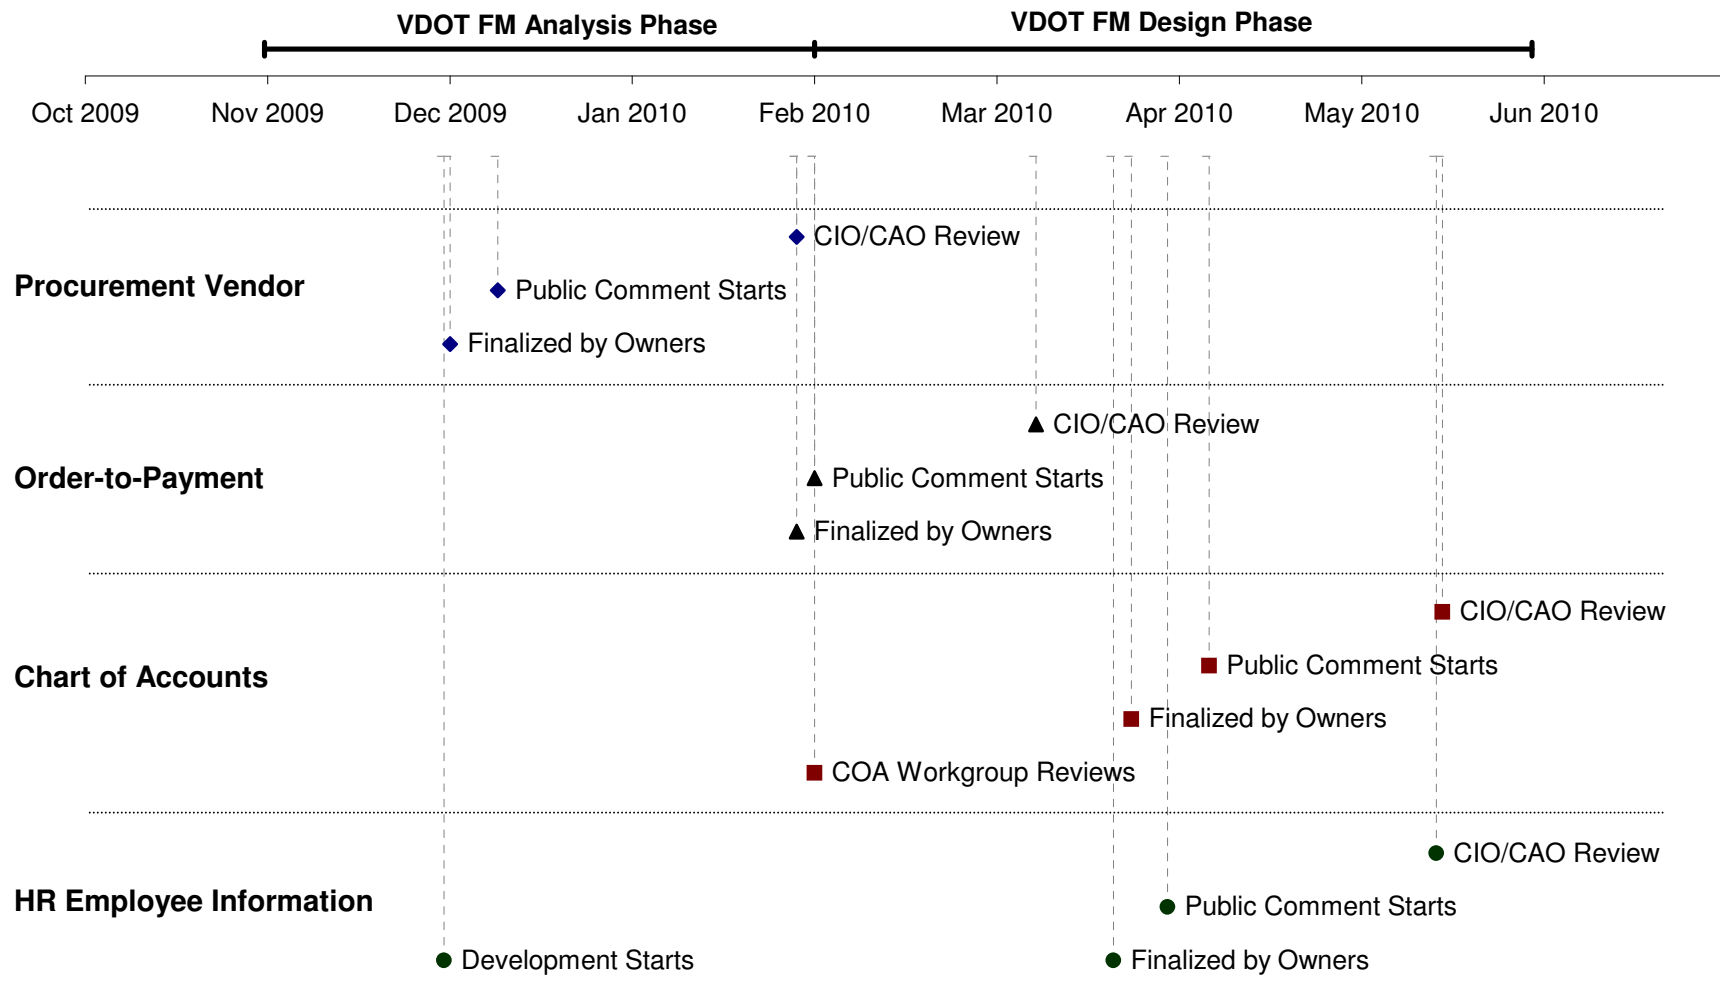 VDOT FM Analysis Phase
VDOT FM Design Phase
Oct 2009
Nov 2009
Dec 2009
Jan 2010
Feb 2010
Mar 2010
Apr 2010
May 2010
Jun 2010
Procurement Vendor
CIO/CAO Review
Public Comment Starts
Finalized by Owners
Order-to-Payment
CIO/CAO Review
Public Comment Starts
Finalized by Owners
Chart of Accounts
CIO/CAO Review
Public Comment Starts
Finalized by Owners
COA Workgroup Reviews
HR Employee Information
CIO/CAO Review
Public Comment Starts
Development Starts
Finalized by Owners